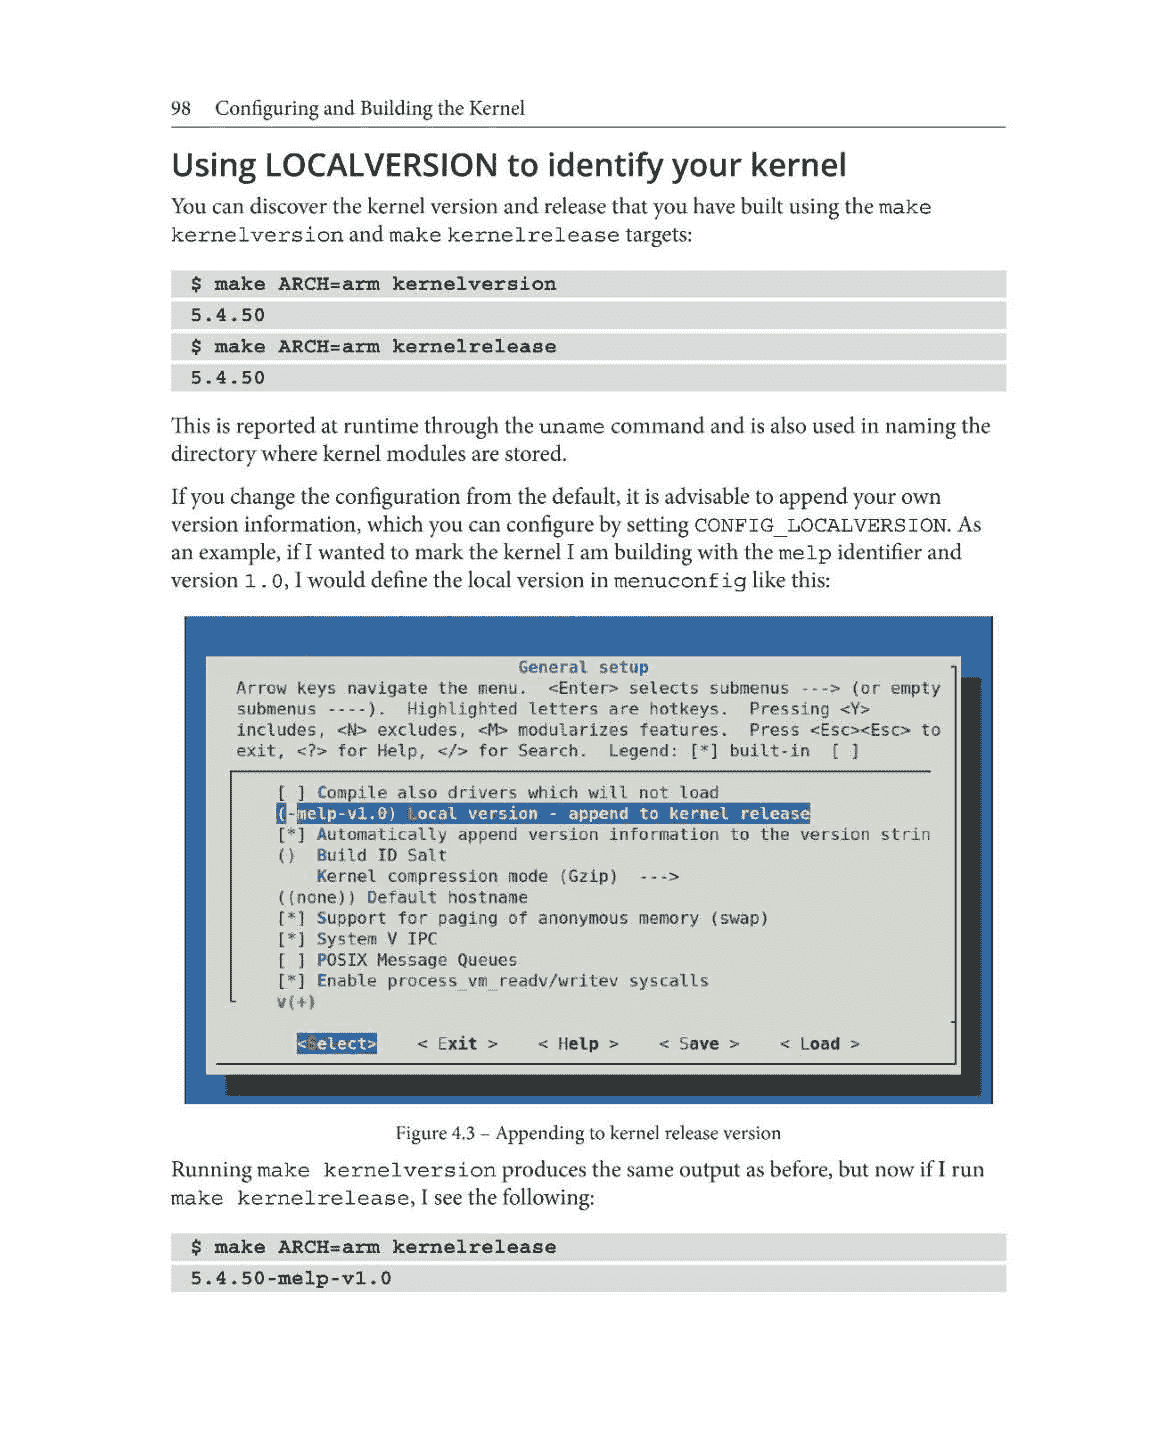 98 Configuring and Building the Kernel
Using LOCALVERSION to identify your kernel
You can discover the kernel version and release that you have built using the make
kernelversion and make kernelrelease targets:
$ make ARCH=arm kernelversion
5.4.50
$ make ARCH=arm kernelrelease
5.4.50
This is reported at runtime through the uname command and is also used in naming the
directory where kernel modules are stored.
If you change the configuration from the default, it is advisable to append your own
version information, which you can configure by setting CONFIG_LOCALVERSION. As
an example, if I wanted to mark the kernel I am building with the melp identifier and
version 1.0, I would define the local version in menuconfig like this:
General setup
Arrow keys navigate the menu. <Enter> selects submenus ---> (or empty
submenus ----). Highlighted letters are hotkeys. Pressing <Y>
includes, <N> excludes, <M> modularizes features. Press <Esc><Esc> to
exit, <?> for Help, </> for Search. Legend: [*] built-in [ ]
[ ] Compile also drivers which will not load
(-melp-v1.0) Local version - append to kernel release
[*] Automatically append version information to the version strin
() Build ID Salt
Kernel compression mode (Gzip) --->
((none)) Default hostname
[*] Support for paging of anonymous memory (swap)
[*] System V IPC
[ ] POSIX Message Queues
[*] Enable process_vm_readv/writev syscalls
v(+)
<Select> < Exit > < Help > < Save > < Load >
Figure 4.3 – Appending to kernel release version
Running make kernelversion produces the same output as before, but now if I run
make kernelrelease, I see the following:
$ make ARCH=arm kernelrelease
5.4.50-melp-v1.0